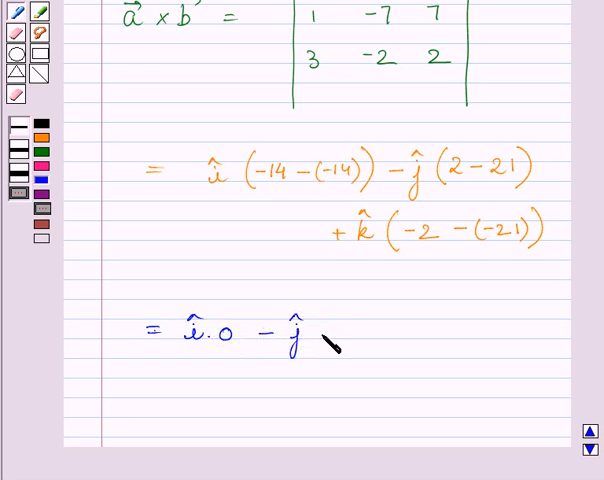 a⃗ × b⃗ = | 1 -7 7 |
| 3 -2 2 |
= î (-14 - (-14)) - ĵ (2 - 21)
+ k̂ (-2 - (-21))
= î . 0 - ĵ